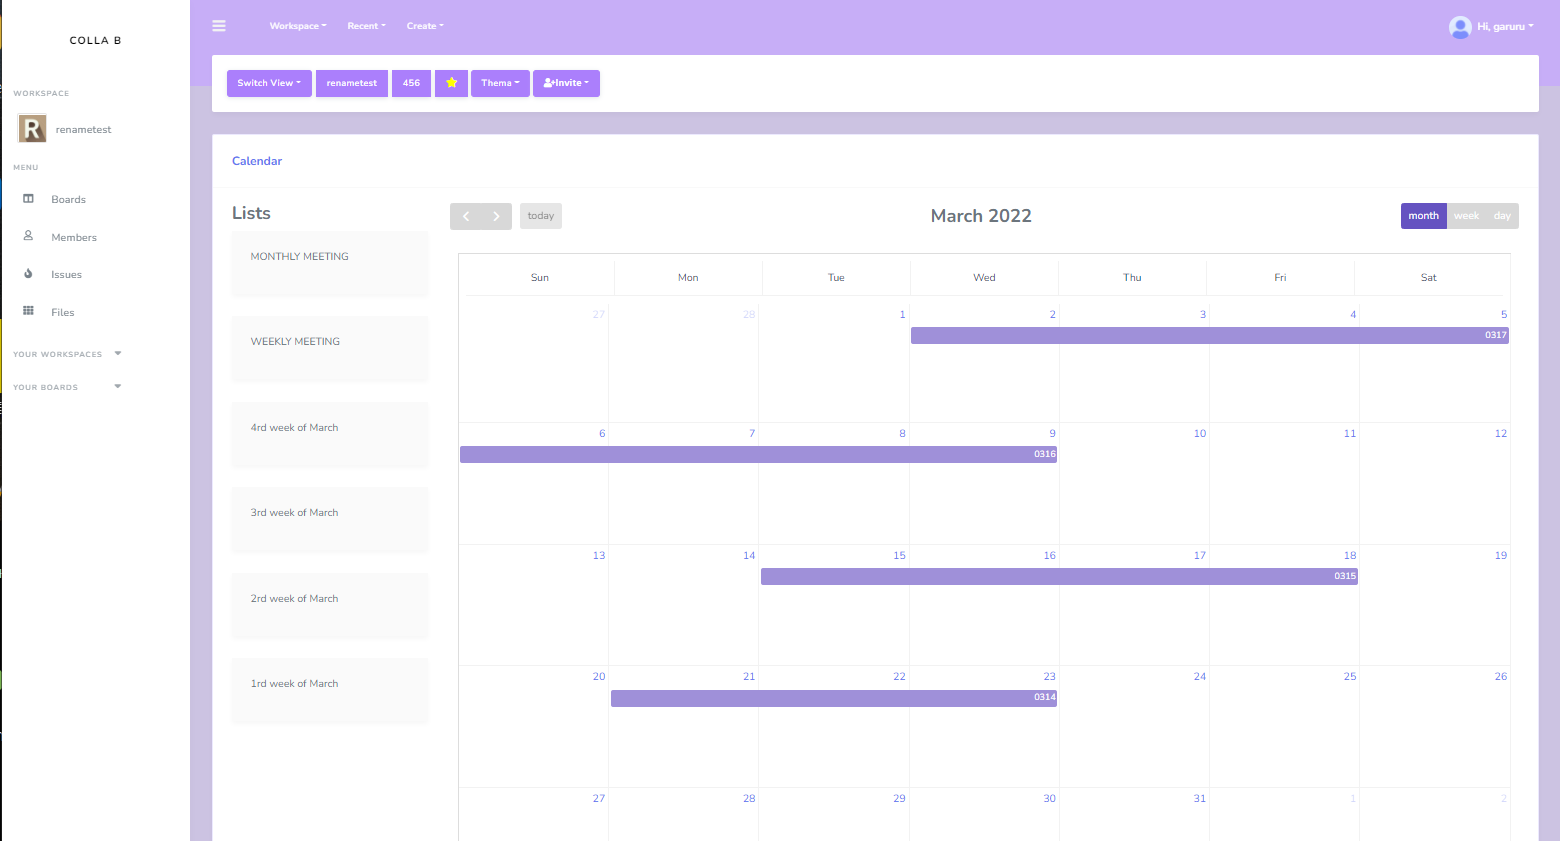 COLLA B
WORKSPACE
R
renametest
MENU
Boards
Members
Issues
Files
YOUR WORKSPACES
YOUR BOARDS
Workspace Recent Create
Hi, garuru
Switch View renametest 456 Thema Invite
Calendar
Lists
MONTHLY MEETING
WEEKLY MEETING
4rd week of March
3rd week of March
2rd week of March
1rd week of March
today
March 2022
month week day
Sun Mon Tue Wed Thu Fri Sat
27 28 1 2 3 4 5
0317
6 7 8 9 10 11 12
0316
13 14 15 16 17 18 19
0315
20 21 22 23 24 25 26
0314
27 28 29 30 31 1 2